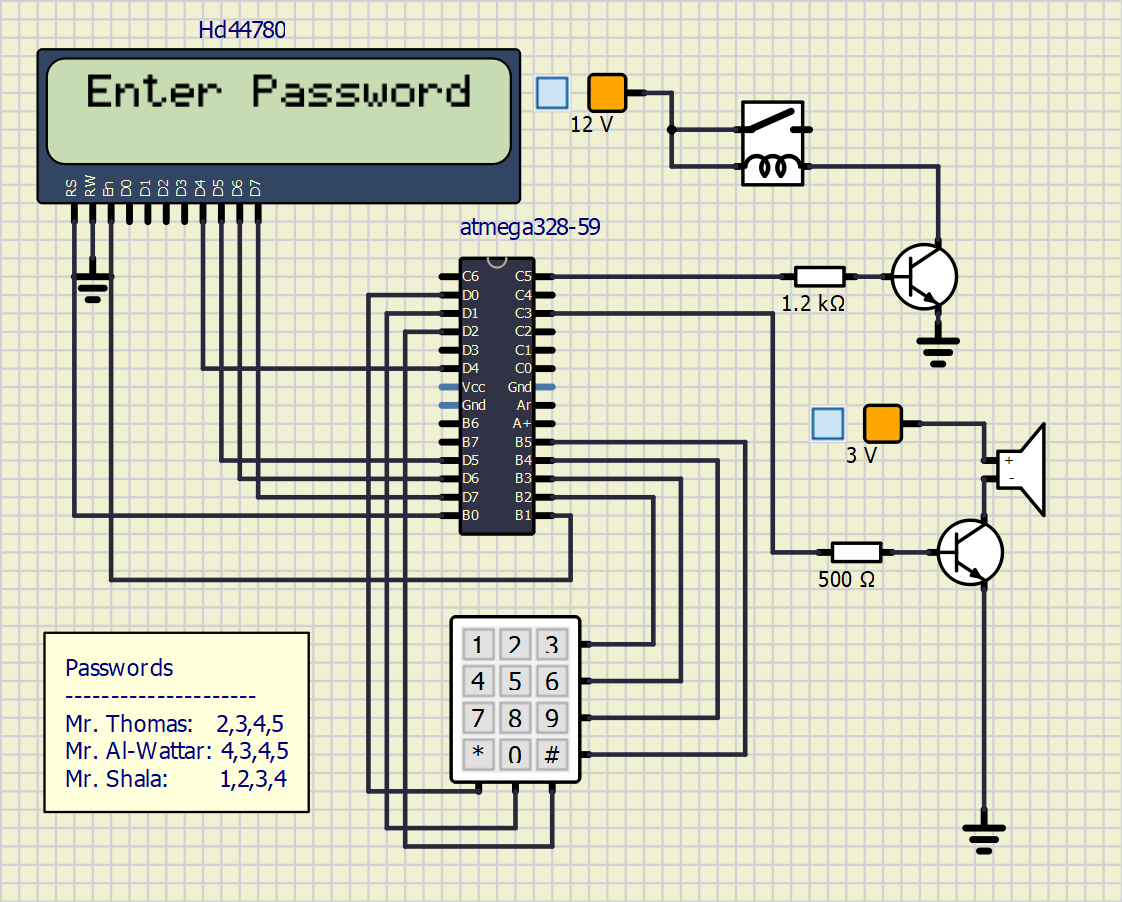 Hd44780
Enter Password
RS RW En D0 D1 D2 D3 D4 D5 D6 D7
12 V
atmega328-59
C6 C5
D0 C4
D1 C3
D2 C2
D3 C1
D4 C0
Vcc Gnd
Gnd Ar
B6 A+
B7 B5
D5 B4
D6 B3
D7 B2
B0 B1
1.2 kΩ
3 V
+
-
500 Ω
1 2 3
4 5 6
7 8 9
* 0 #
Passwords
---------------------
Mr. Thomas: 2,3,4,5
Mr. Al-Wattar: 4,3,4,5
Mr. Shala: 1,2,3,4